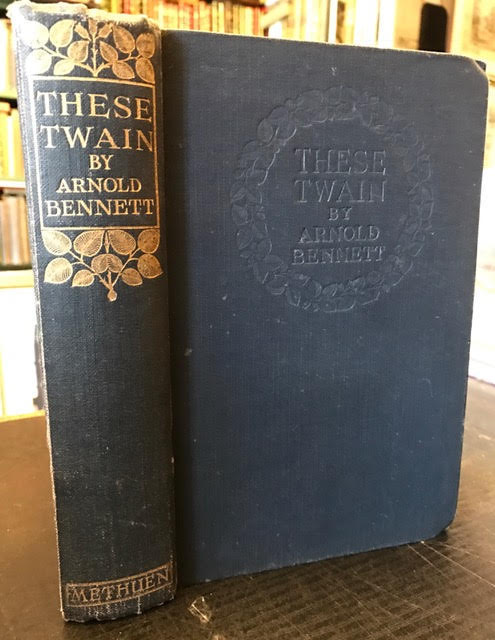 THESE
TWAIN
BY
ARNOLD
BENNETT
METHUEN
THESE
TWAIN
BY
ARNOLD
BENNETT